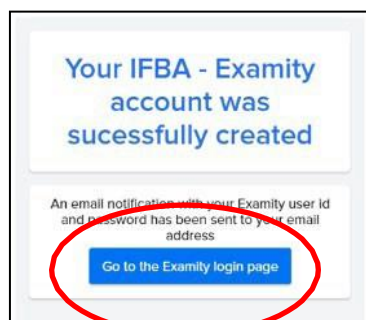 Your IFBA - Examity
account was
sucessfully created
An email notification with your Examity user id
and password has been sent to your email
address
Go to the Examity login page